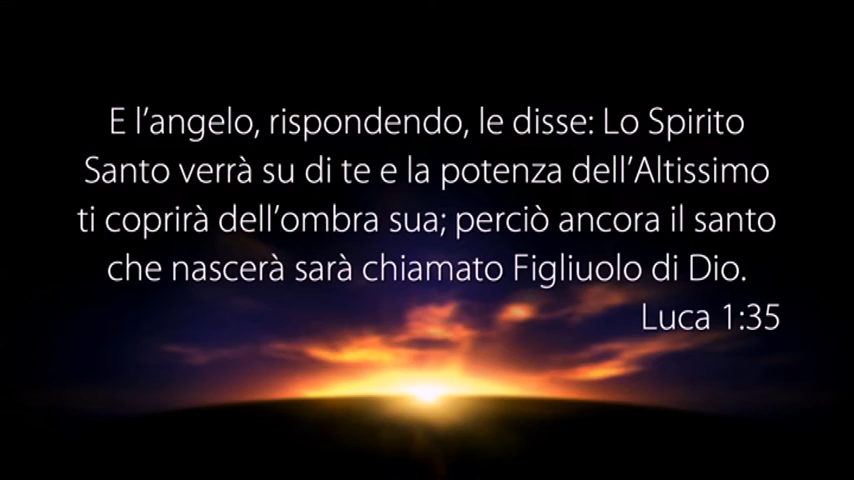 E l’angelo, rispondendo, le disse: Lo Spirito
Santo verrà su di te e la potenza dell’Altissimo
ti coprirà dell’ombra sua; perciò ancora il santo
che nascerà sarà chiamato Figliuolo di Dio.
Luca 1:35